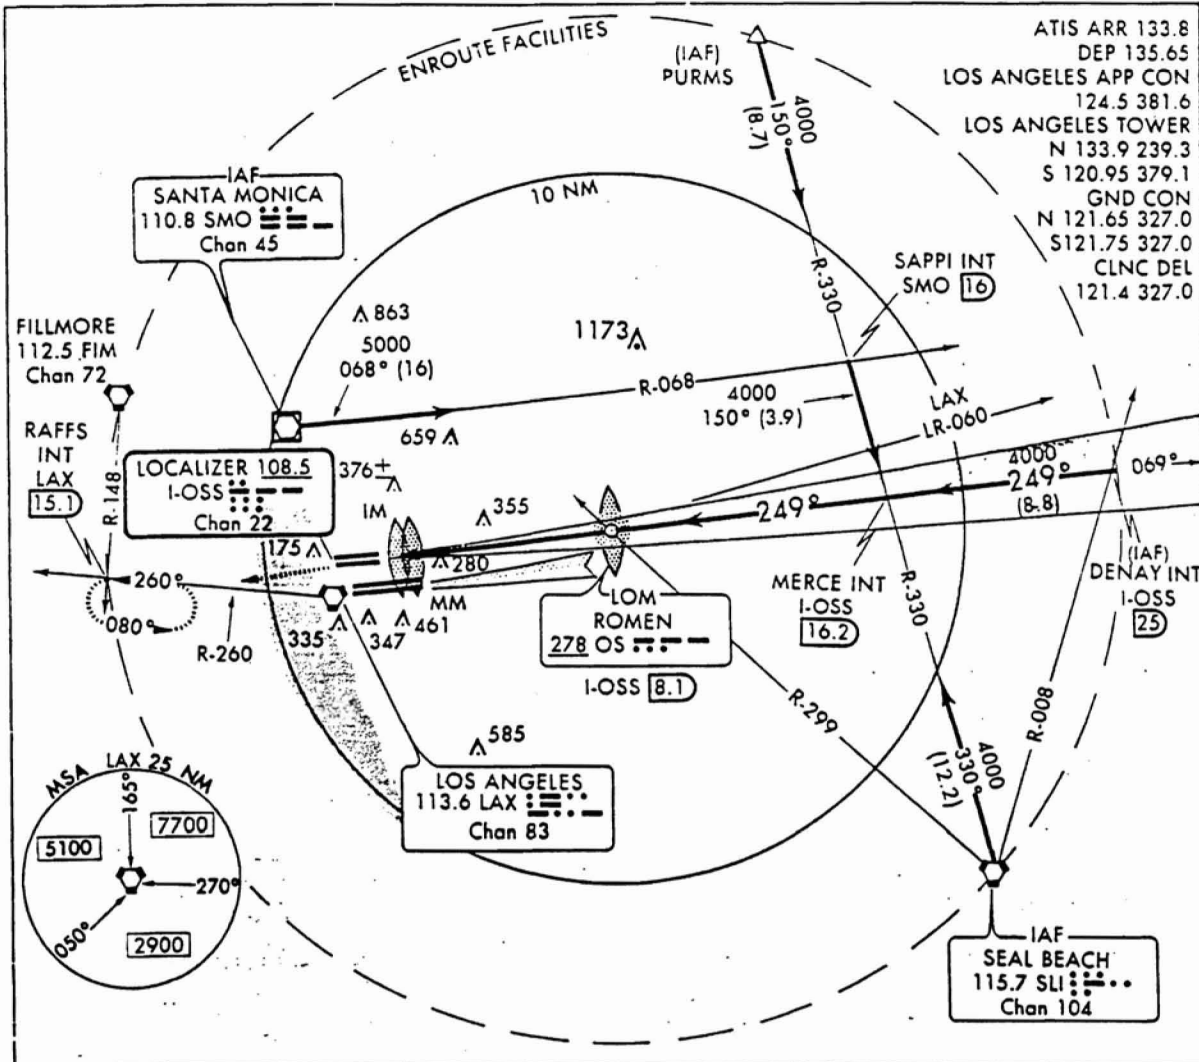 ENROUTE FACILITIES
(IAF)
PURMS
4000
150°
(8.7)
ATIS ARR 133.8
DEP 135.65
LOS ANGELES APP CON
124.5 381.6
LOS ANGELES TOWER
N 133.9 239.3
S 120.95 379.1
GND CON
N 121.65 327.0
S121.75 327.0
CLNC DEL
121.4 327.0
IAF
SANTA MONICA
110.8 SMO
Chan 45
10 NM
R-330
SAPPI INT
SMO 16
863
1173
5000
068° (16)
FILLMORE
112.5 FIM
Chan 72
R-068
4000
150° (3.9)
LAX
LR-060
659
RAFFS
INT
LAX
15.1
R-148
LOCALIZER 108.5
I-OSS
Chan 22
376±
IM
355
249°
4000
249°
(8.8)
069°
175
280
260°
080°
R-260
MM
335
347
461
LOM
ROMEN
278 OS
I-OSS 8.1
MERCE INT
I-OSS
16.2
R-330
(IAF)
DENAY INT
I-OSS
25
R-299
R-008
585
4000
330°
(12.2)
LOS ANGELES
113.6 LAX
Chan 83
MSA LAX 25 NM
165°
7700
5100
270°
050°
2900
IAF
SEAL BEACH
115.7 SLI
Chan 104